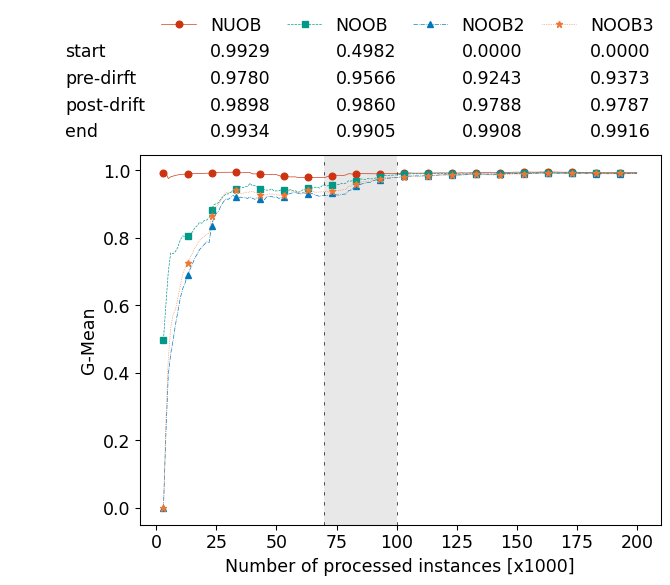 NUOB NOOB NOOB2 NOOB3
start 0.9929 0.4982 0.0000 0.0000
pre-dirft 0.9780 0.9566 0.9243 0.9373
post-drift 0.9898 0.9860 0.9788 0.9787
end 0.9934 0.9905 0.9908 0.9916
1.0
0.8
0.6
0.4
0.2
0.0
G-Mean
0 25 50 75 100 125 150 175 200
Number of processed instances [x1000]